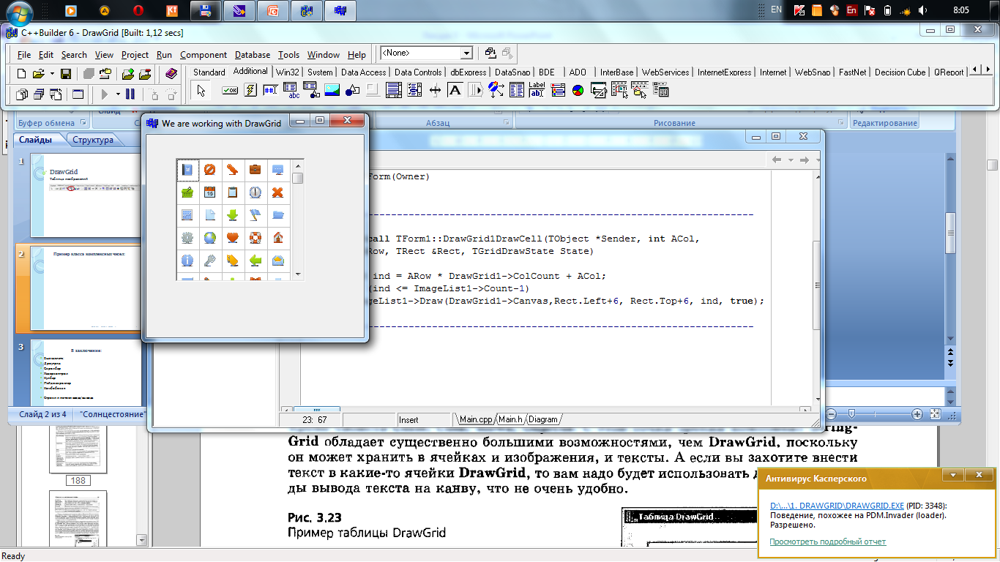 EN
En
8:05
C++Builder 6 - DrawGrid [Built: 1,12 secs]
File Edit Search View Project Run Component Database Tools Window Help
<None>
Standard Additional Win32 System Data Access Data Controls dbExpress DataSnap BDE ADO InterBase WebServices InternetExpress Internet WebSnap FastNet Decision Cube QReport
Буфер обмена
Абзац
Рисование
Редактирование
We are working with DrawGrid
Слайды Структура
1
DrawGrid
Таблица изображений
2
Пример класса комплексных чисел:
3
В заключение:
Form(Owner)
call TForm1::DrawGrid1DrawCell(TObject *Sender, int ACol,
Row, TRect &Rect, TGridDrawState State)
ind = ARow * DrawGrid1->ColCount + ACol;
(ind <= ImageList1->Count-1)
geList1->Draw(DrawGrid1->Canvas,Rect.Left+6, Rect.Top+6, ind, true);
Слайд 2 из 4 "Солнцестояние"
23: 67
Insert
Main.cpp Main.h Diagram
188
ring-
Grid обладает существенно большими возможностями, чем DrawGrid, поскольку
он может хранить в ячейках и изображения, и тексты. А если вы захотите внести
текст в какие-то ячейки DrawGrid, то вам надо будет использовать
ды вывода текста на канву, что не очень удобно.
Рис. 3.23
Пример таблицы DrawGrid
Таблица DrawGrid
Антивирус Касперского
D:\...\1. DRAWGRID\DRAWGRID.EXE (PID: 3348):
Поведение, похожее на PDM.Invader (loader).
Разрешено.
Просмотреть подробный отчет
Ready